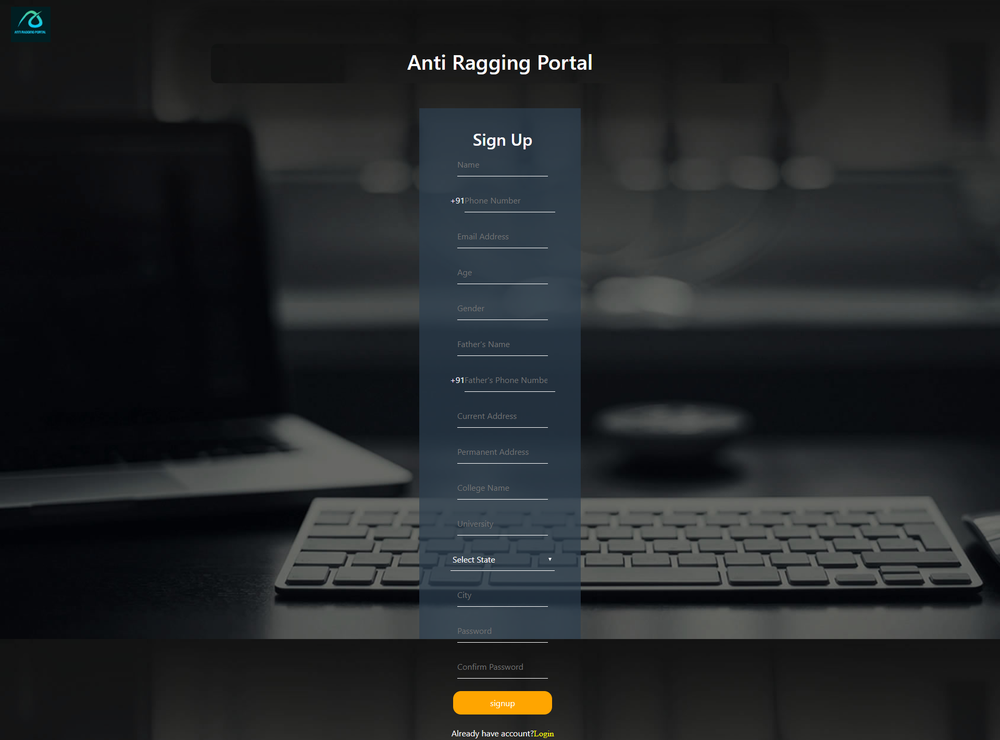 ANTI RAGGING PORTAL
Anti Ragging Portal
Sign Up
Name
+91Phone Number
Email Address
Age
Gender
Father's Name
+91Father's Phone Numbe
Current Address
Permanent Address
College Name
University
Select State
City
Password
Confirm Password
signup
Already have account?Login